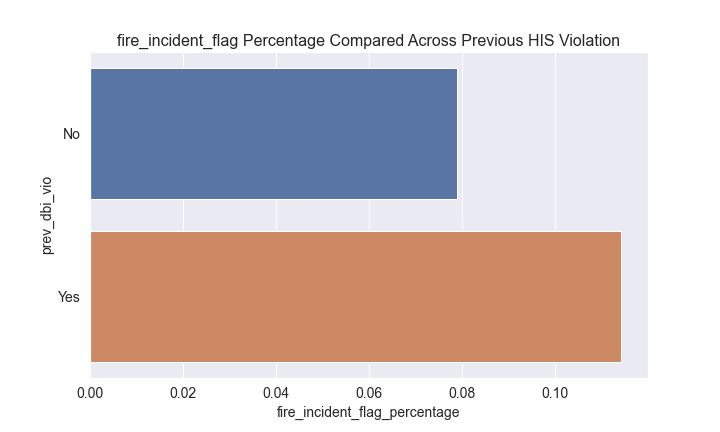 fire_incident_flag Percentage Compared Across Previous HIS Violation
No
prev_dbi_vio
Yes
0.00 0.02 0.04 0.06 0.08 0.10
fire_incident_flag_percentage